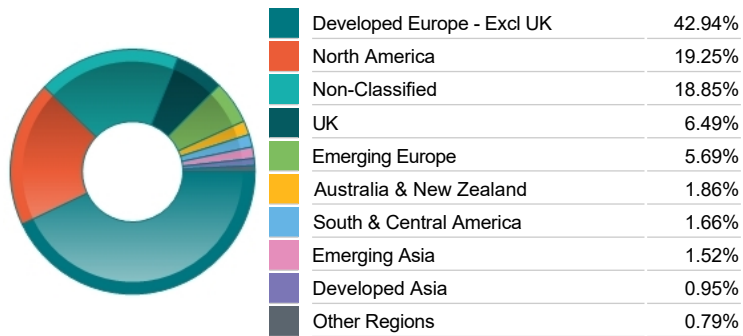 Developed Europe - Excl UK 42.94%
North America 19.25%
Non-Classified 18.85%
UK 6.49%
Emerging Europe 5.69%
Australia & New Zealand 1.86%
South & Central America 1.66%
Emerging Asia 1.52%
Developed Asia 0.95%
Other Regions 0.79%